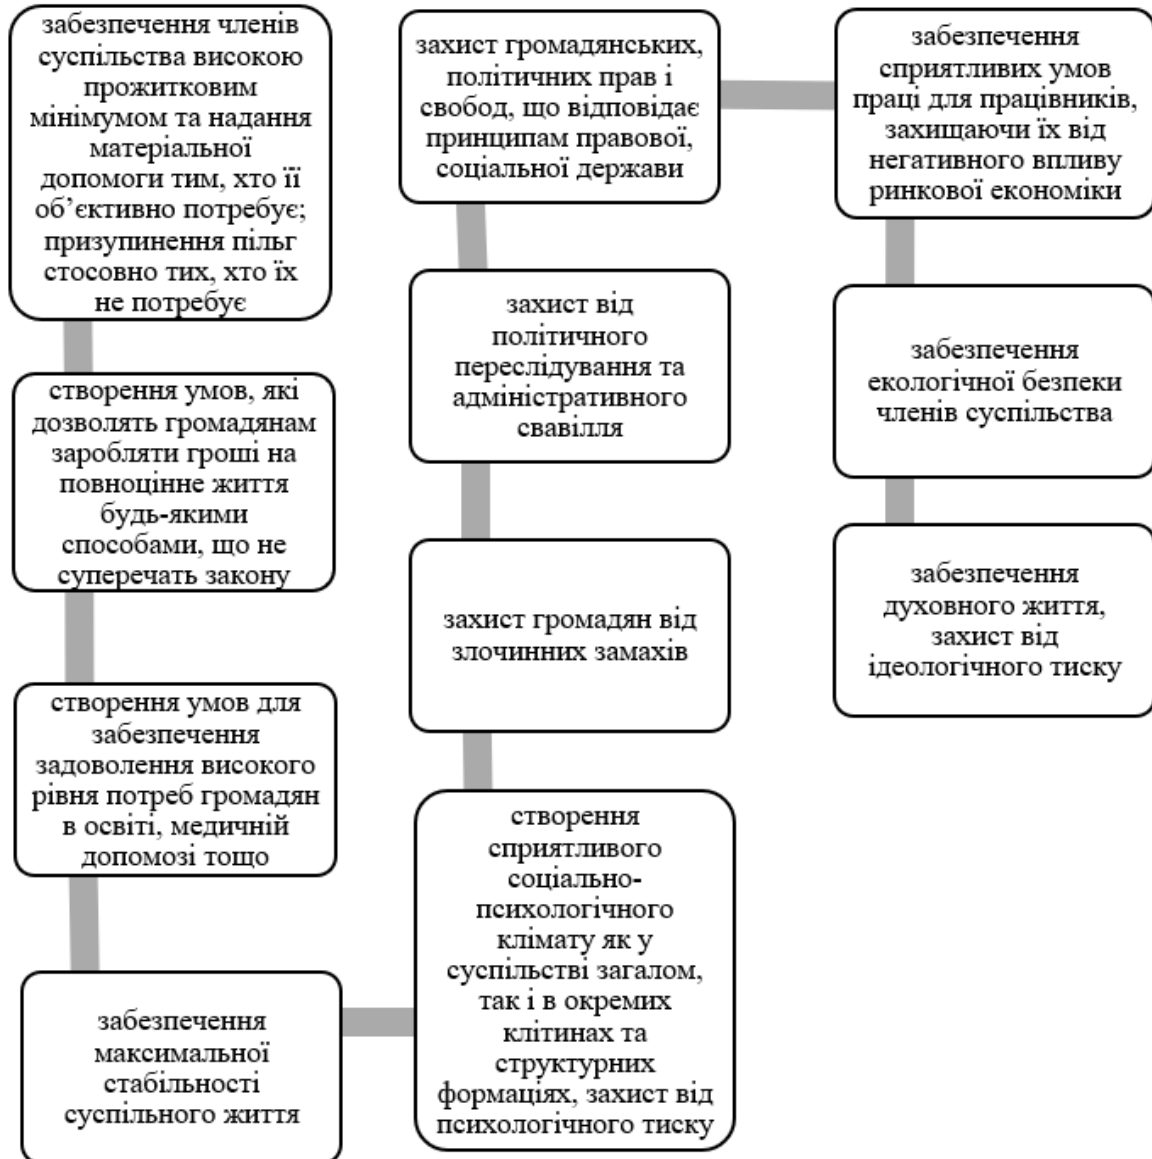 забезпечення членів
суспільства високою
прожитковим
мінімумом та надання
матеріальної
допомоги тим, хто її
об’єктивно потребує;
призупинення пільг
стосовно тих, хто їх
не потребує
створення умов, які
дозволять громадянам
заробляти гроші на
повноцінне життя
будь-якими
способами, що не
суперечать закону
створення умов для
забезпечення
задоволення високого
рівня потреб громадян
в освіті, медичній
допомозі тощо
забезпечення
максимальної
стабільності
суспільного життя
створення
сприятливого
соціально-
психологічного
клімату як у
суспільстві загалом,
так і в окремих
клітинах та
структурних
формаціях, захист від
психологічного тиску
захист громадян від
злочинних замахів
захист від
політичного
переслідування та
адміністративного
свавілля
захист громадянських,
політичних прав і
свобод, що відповідає
принципам правової,
соціальної держави
забезпечення
сприятливих умов
праці для працівників,
захищаючи їх від
негативного впливу
ринкової економіки
забезпечення
екологічної безпеки
членів суспільства
забезпечення
духовного життя,
захист від
ідеологічного тиску